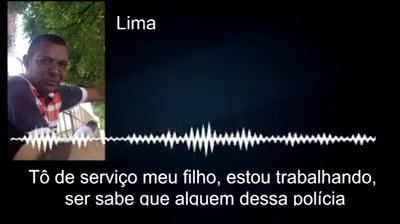 Lima
Tô de serviço meu filho, estou trabalhando,
ser sabe que alguem dessa polícia